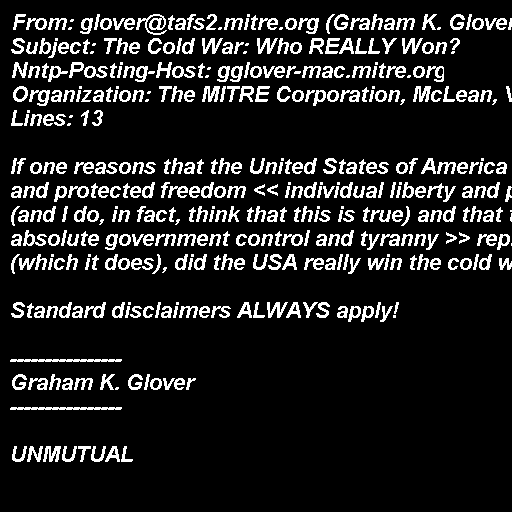 From: glover@tafs2.mitre.org (Graham K. Glover
Subject: The Cold War: Who REALLY Won?
Nntp-Posting-Host: gglover-mac.mitre.org
Organization: The MITRE Corporation, McLean,
Lines: 13

If one reasons that the United States of America
and protected freedom << individual liberty and
(and I do, in fact, think that this is true) and that
absolute government control and tyranny >>
(which it does), did the USA really win the cold

Standard disclaimers ALWAYS apply!

----------------
Graham K. Glover
----------------

UNMUTUAL